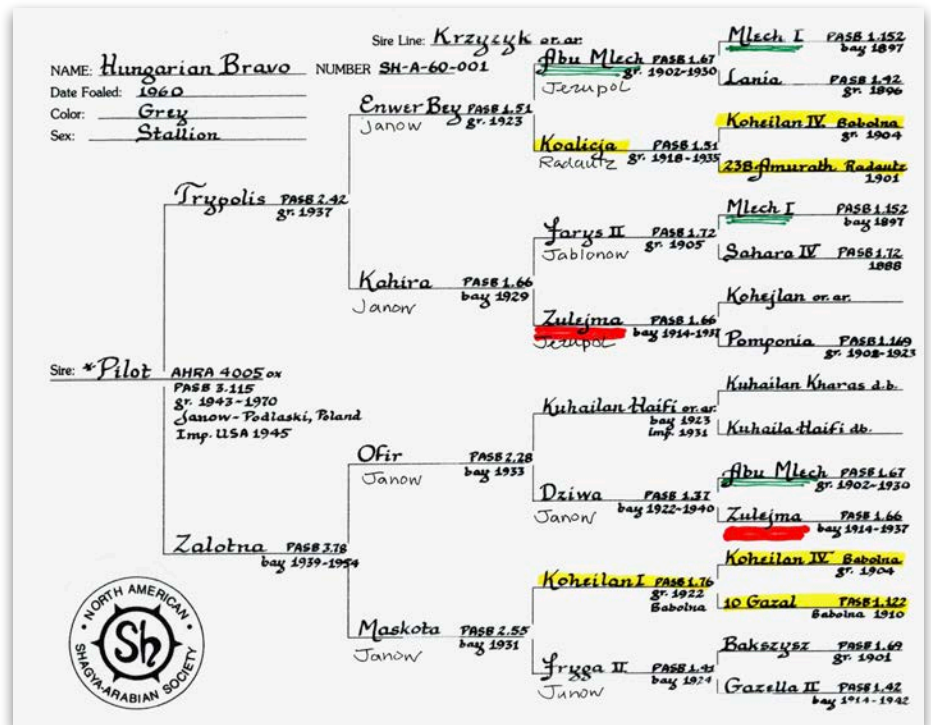 Sire Line: Krzyzyk or.ar.
NAME: Hungarian Bravo NUMBER SH-A-60-001
Date Foaled: 1960
Color: Grey
Sex: Stallion
Mlech I PASB 1.152
bay 1897
Abu Mlech PASB 1.67
gr. 1902-1930
Jezupol
Lania PASB 1.42
gr. 1896
Enwer Bey PASB 1.51
gr. 1923
Janow
Koheilan IV. Babolna
gr. 1904
Koalicja PASB 1.51
gr. 1918-1935
Radautz
23B Amurath Radautz
1901
Trypolis PASB 2.42
gr. 1937
Mlech I PASB 1.152
bay 1897
Farys II PASB 1.72
gr. 1905
Jablonow
Sahara IV PASB 1.72
1888
Kahira PASB 1.66
bay 1929
Janow
Kohejlan or. ar.
Zulejma PASB 1.66
bay 1914-1937
Jezupol
Pomponia PASB 1.169
gr. 1902-1923
Sire: *Pilot AHRA 4005 ox
PASB 3.115
gr. 1943-1970
Janow-Podlaski, Poland
Imp. USA 1945
Kuhailan Kharas d.b.
Kuhailan Haifi or.ar.
bay 1923
imp. 1931
Kuhaila Haifi db.
Ofir PASB 2.28
bay 1933
Janow
Abu Mlech PASB 1.67
gr. 1902-1930
Dziwa PASB 1.37
bay 1922-1940
Janow
Zulejma PASB 1.66
bay 1914-1937
Zalotna PASB 3.78
bay 1939-1954
Koheilan IV Babolna
gr. 1904
Koheilan I PASB 1.76
gr. 1922
Babolna
10 Gazal PASB 1.122
Babolna 1910
Maskota PASB 2.55
bay 1931
Janow
Bakszysz PASB 1.69
gr. 1901
Fryga II PASB 1.41
bay 1924
Janow
Gazella II PASB 1.42
bay 1914-1942
NORTH AMERICAN
Sh
SHAGYA-ARABIAN SOCIETY